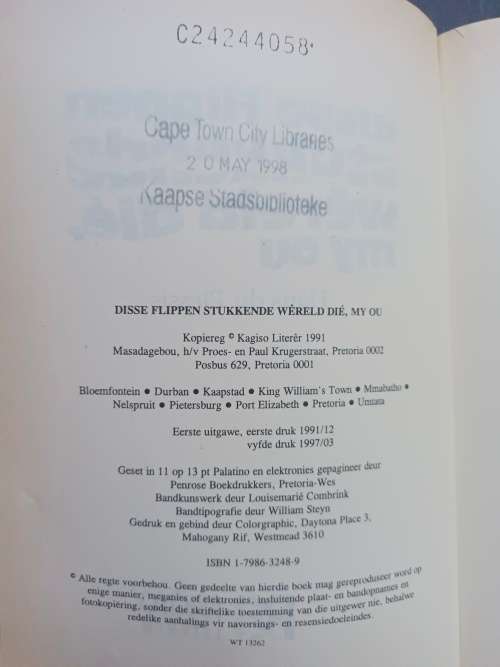 C24244058.
Cape Town City Libraries
20 MAY 1998
Kaapse Stadsbiblioteke
DISSE FLIPPEN STUKKENDE WÊRELD DIÉ, MY OU
Kopiereg © Kagiso Literêr 1991
Masadagebou, h/v Proes- en Paul Krugerstraat, Pretoria 0002
Posbus 629, Pretoria 0001
Bloemfontein • Durban • Kaapstad • King William's Town • Mmabatho •
Nelspruit • Pietersburg • Port Elizabeth • Pretoria • Umtata
Eerste uitgawe, eerste druk 1991/12
vyfde druk 1997/03
Geset in 11 op 13 pt Palatino en elektronies gepagineer deur
Penrose Boekdrukkers, Pretoria-Wes
Bandkunswerk deur Louisemarié Combrink
Bandtipografie deur William Steyn
Gedruk en gebind deur Colorgraphic, Daytona Place 3,
Mahogany Rif, Westmead 3610
ISBN 1-7986-3248-9
© Alle regte voorbehou. Geen gedeelte van hierdie boek mag gereproduseer word op
enige manier, meganies of elektronies, insluitende plaat- en bandopnames en
fotokopiëring, sonder die skriftelike toestemming van die uitgewer nie, behalwe
redelike aanhalings vir navorsings- en resensiedoeleindes.
WT 13262